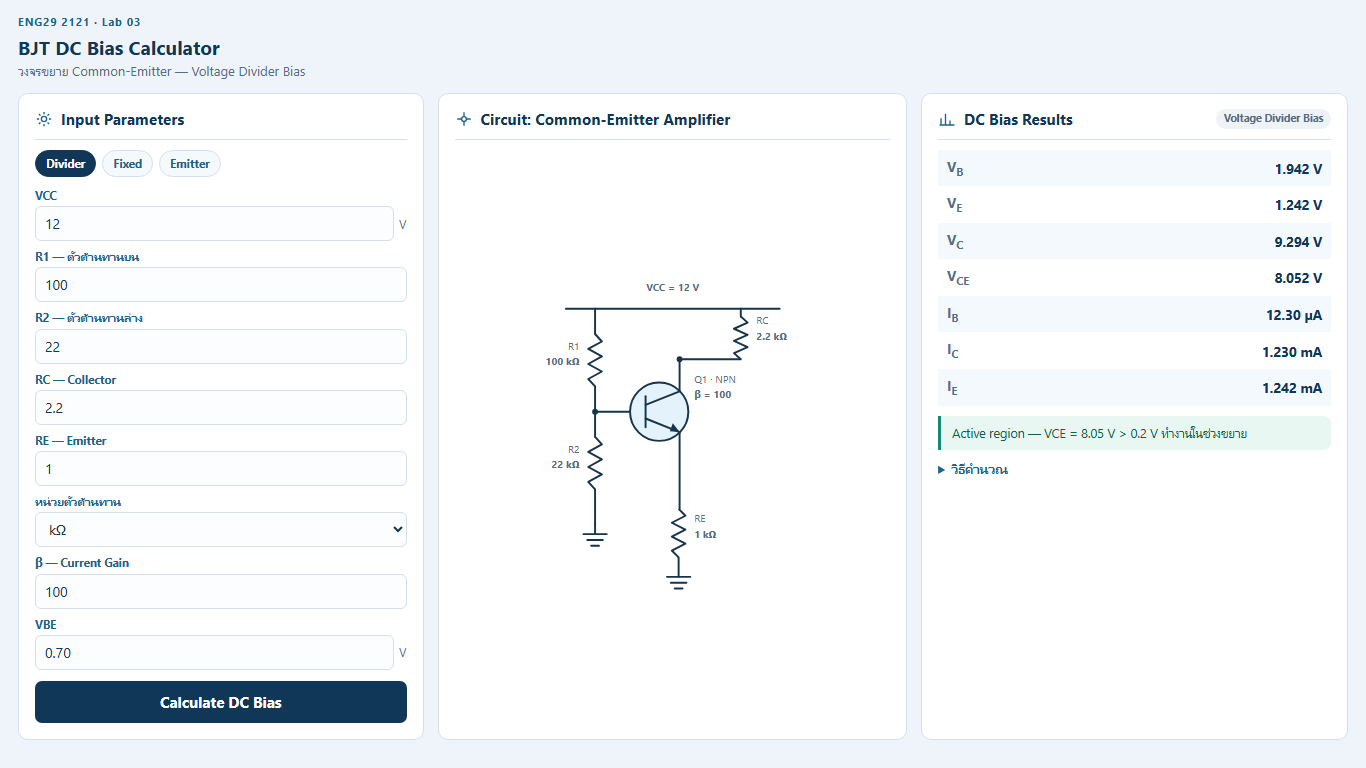 ENG29 2121 · Lab 03
BJT DC Bias Calculator
วงจรขยาย Common-Emitter — Voltage Divider Bias
Input Parameters
Divider
Fixed
Emitter
VCC
12
V
R1 — ตัวต้านทานบน
100
R2 — ตัวต้านทานล่าง
22
RC — Collector
2.2
RE — Emitter
1
หน่วยตัวต้านทาน
kΩ
β — Current Gain
100
VBE
0.70
V
Calculate DC Bias
Circuit: Common-Emitter Amplifier
VCC = 12 V
RC
2.2 kΩ
R1
100 kΩ
Q1 · NPN
β = 100
R2
22 kΩ
RE
1 kΩ
DC Bias Results
Voltage Divider Bias
VB 1.942 V
VE 1.242 V
VC 9.294 V
VCE 8.052 V
IB 12.30 µA
IC 1.230 mA
IE 1.242 mA
Active region — VCE = 8.05 V > 0.2 V ทำงานในช่วงขยาย
วิธีคำนวณ